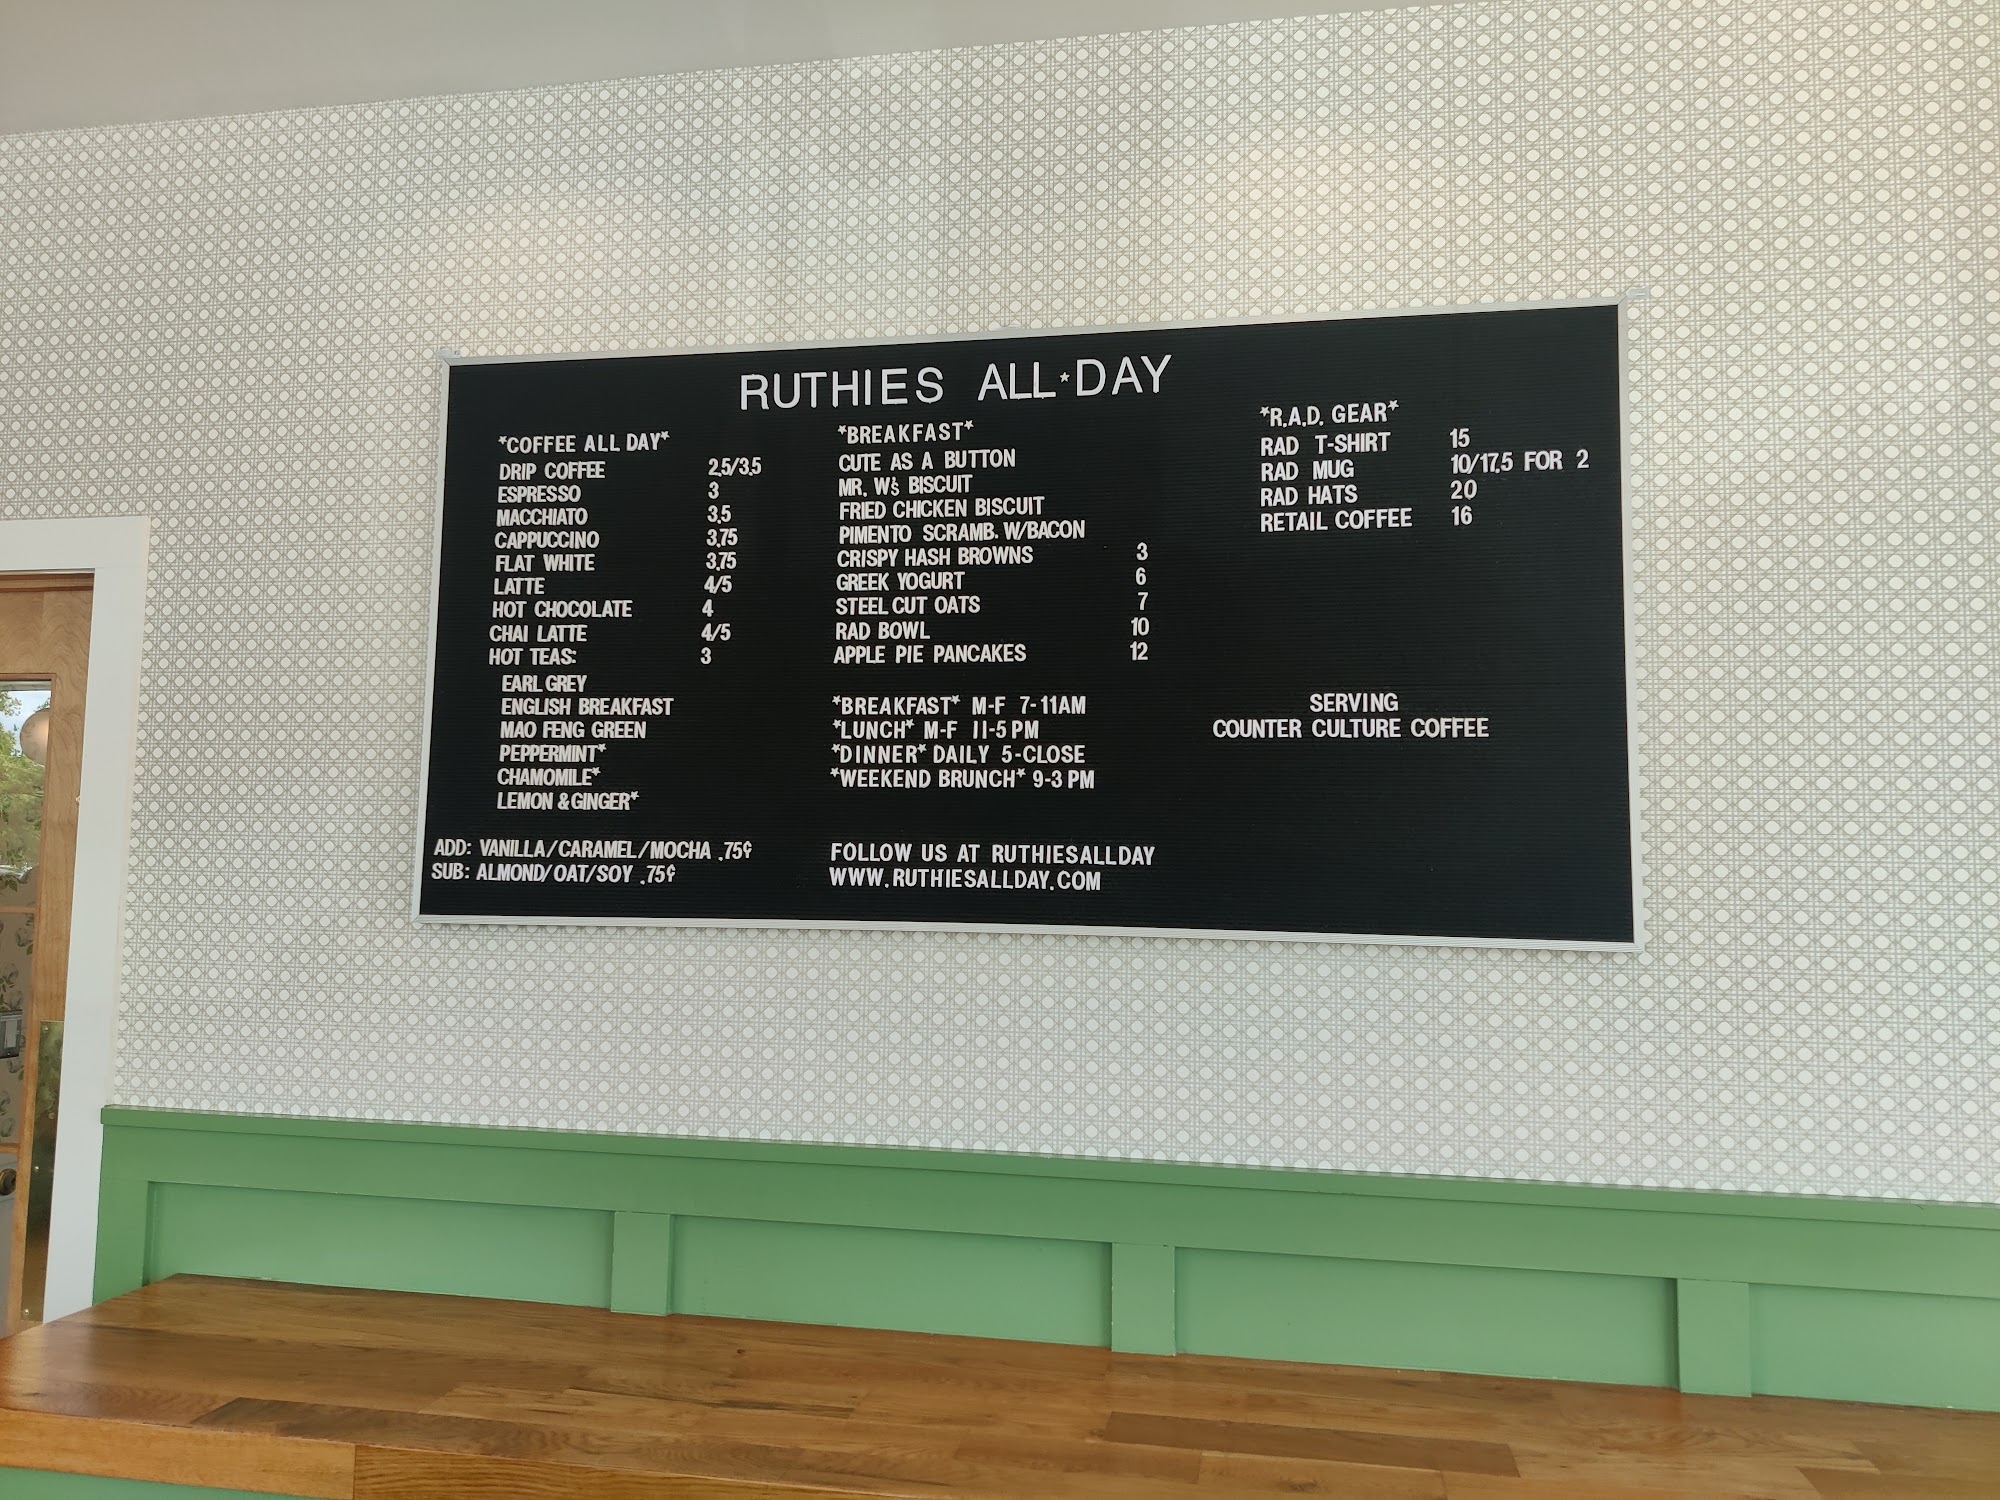 RUTHIES ALL*DAY
*COFFEE ALL DAY*
DRIP COFFEE 2.5/3.5
ESPRESSO 3
MACCHIATO 3.5
CAPPUCCINO 3.75
FLAT WHITE 3.75
LATTE 4/5
HOT CHOCOLATE 4
CHAI LATTE 4/5
HOT TEAS: 3
EARL GREY
ENGLISH BREAKFAST
MAO FENG GREEN
PEPPERMINT*
CHAMOMILE*
LEMON & GINGER*
ADD: VANILLA/CARAMEL/MOCHA .75¢
SUB: ALMOND/OAT/SOY .75¢
*BREAKFAST*
CUTE AS A BUTTON
MR. W's BISCUIT
FRIED CHICKEN BISCUIT
PIMENTO SCRAMB. W/BACON
CRISPY HASH BROWNS 3
GREEK YOGURT 6
STEEL CUT OATS 7
RAD BOWL 10
APPLE PIE PANCAKES 12
*BREAKFAST* M-F 7-11AM
*LUNCH* M-F 11-5 PM
*DINNER* DAILY 5-CLOSE
*WEEKEND BRUNCH* 9-3 PM
FOLLOW US AT RUTHIESALLDAY
WWW.RUTHIESALLDAY.COM
*R.A.D. GEAR*
RAD T-SHIRT 15
RAD MUG 10/17.5 FOR 2
RAD HATS 20
RETAIL COFFEE 16
SERVING
COUNTER CULTURE COFFEE